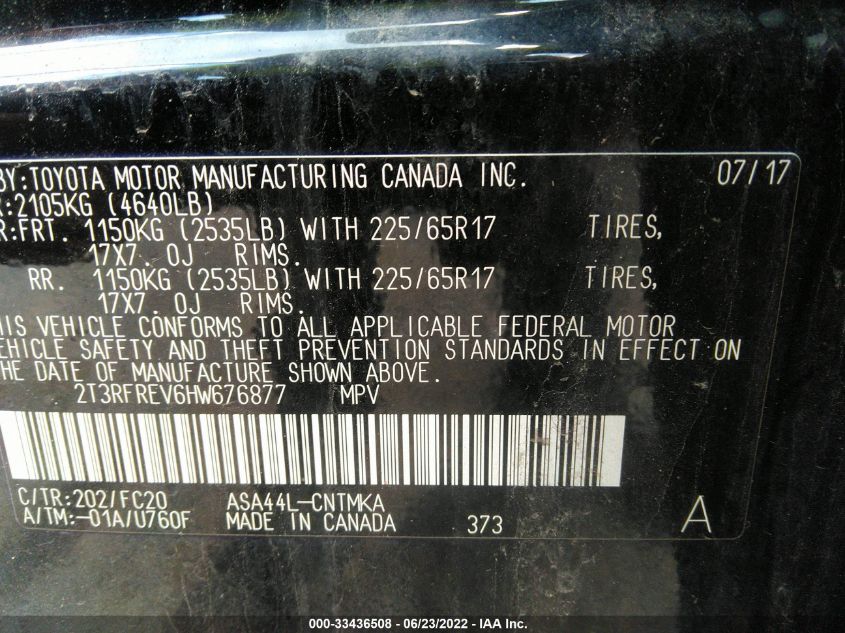 BY:TOYOTA MOTOR MANUFACTURING CANADA INC. 07/17
R:2105KG (4640LB)
R:FRT. 1150KG (2535LB) WITH 225/65R17 TIRES,
17X7. 0J RIMS.
RR. 1150KG (2535LB) WITH 225/65R17 TIRES,
17X7. 0J RIMS.
HIS VEHICLE CONFORMS TO ALL APPLICABLE FEDERAL MOTOR
EHICLE SAFETY AND THEFT PREVENTION STANDARDS IN EFFECT ON
HE DATE OF MANUFACTURE SHOWN ABOVE.
2T3RFREV6HW676877 MPV
C/TR:202/FC20 ASA44L-CNTMKA
A/TM:-01A/U760F MADE IN CANADA 373 A
000-33436508 - 06/23/2022 - IAA Inc.